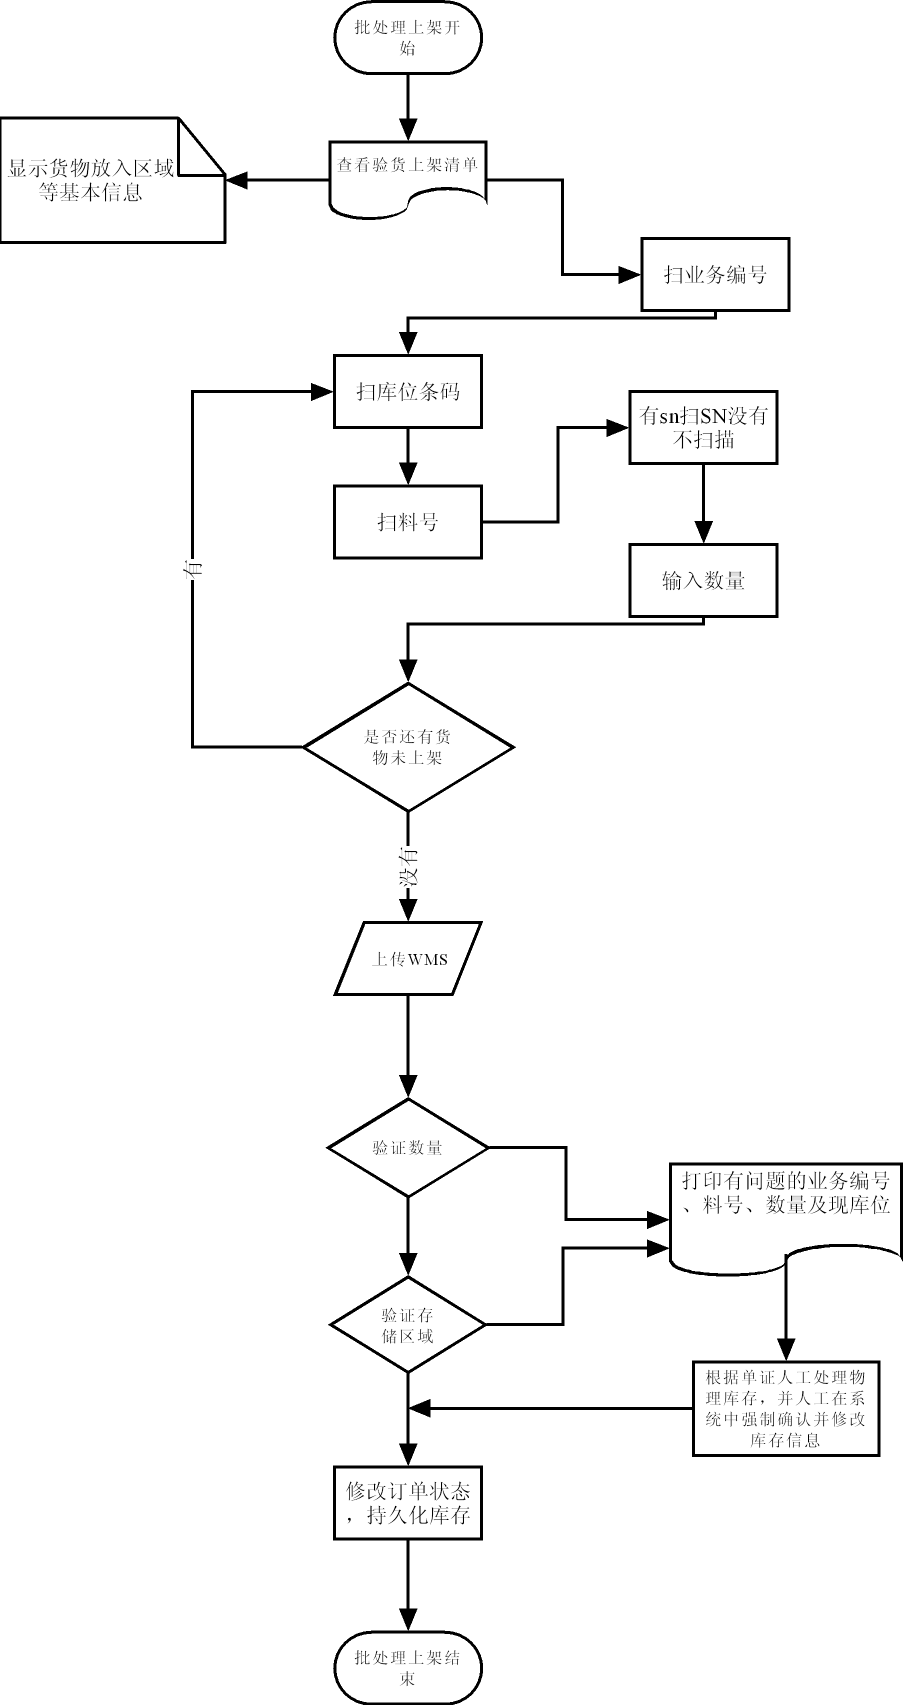 批处理上架开
始
查看验货上架清单
显示货物放入区域
等基本信息
扫业务编号
扫库位条码
有sn扫SN没有
不扫描
扫料号
有
输入数量
是否还有货
物未上架
没有
上传WMS
验证数量
打印有问题的业务编号
、料号、数量及现库位
验证存
储区域
根据单证人工处理物
理库存，并人工在系
统中强制确认并修改
库存信息
修改订单状态
，持久化库存
批处理上架结
束